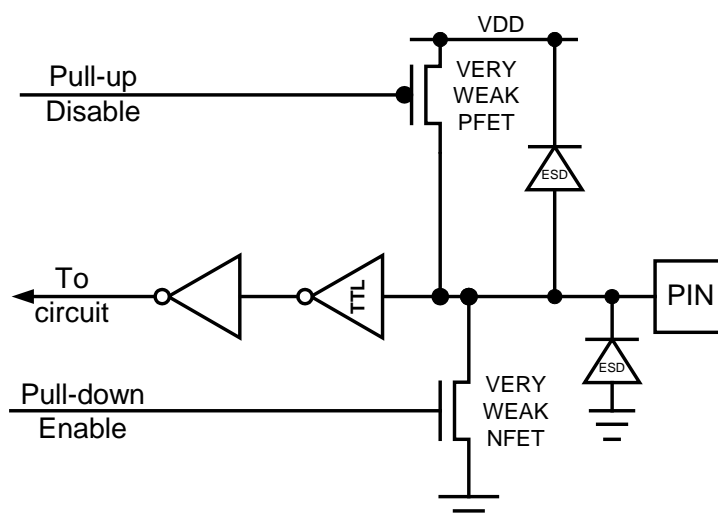 VDD
Pull-up
Disable
VERY
WEAK
PFET
ESD
To
circuit
TTL
PIN
ESD
Pull-down
Enable
VERY
WEAK
NFET